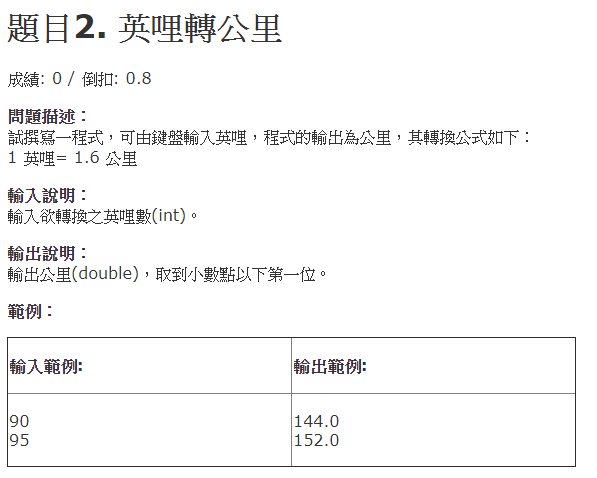 題目2. 英哩轉公里
成績: 0 / 倒扣: 0.8
問題描述：
試撰寫一程式，可由鍵盤輸入英哩，程式的輸出為公里，其轉換公式如下：
1 英哩= 1.6 公里
輸入說明：
輸入欲轉換之英哩數(int)。
輸出說明：
輸出公里(double)，取到小數點以下第一位。
範例：
輸入範例: 輸出範例:
90 144.0
95 152.0